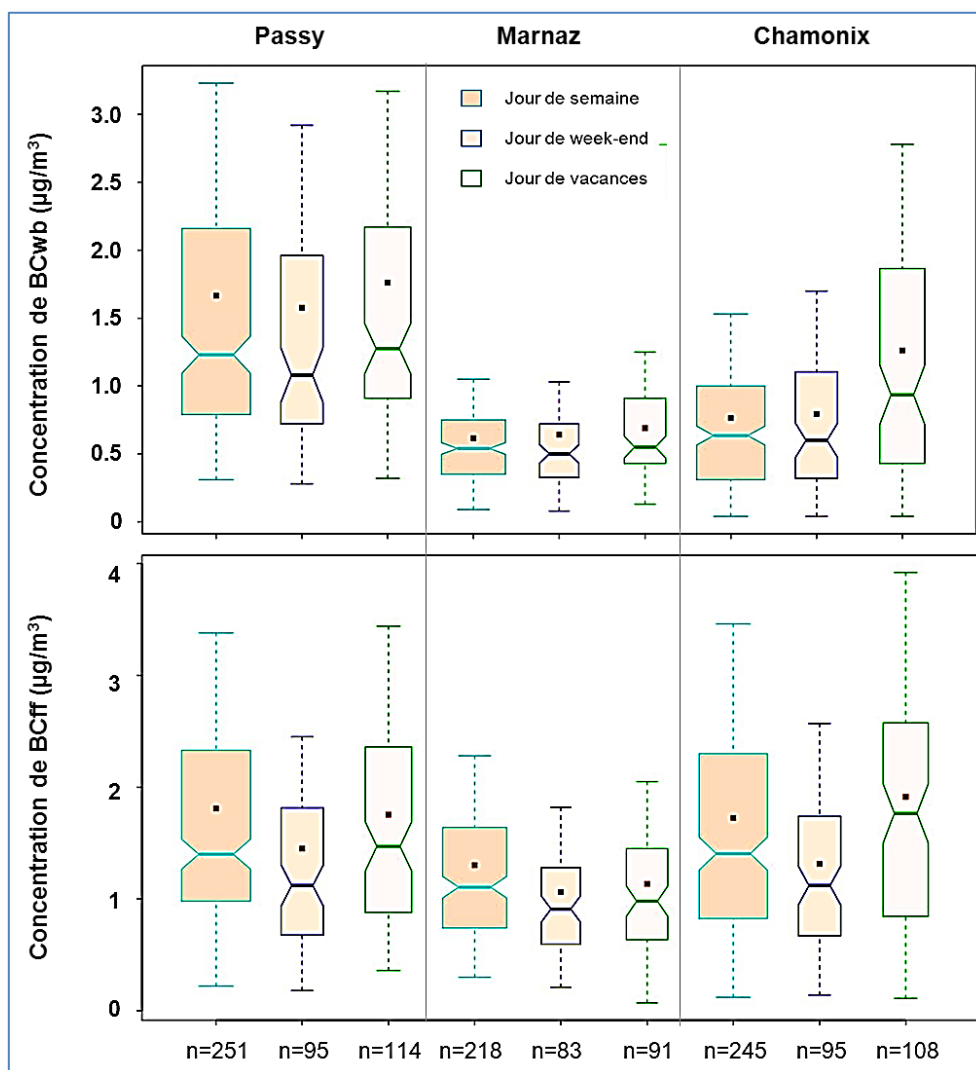 Passy Marnaz Chamonix
Concentration de BCwb (µg/m³)
3.0
2.5
2.0
1.5
1.0
0.5
0
Jour de semaine
Jour de week-end
Jour de vacances
Concentration de BCff (µg/m³)
4
3
2
1
0
n=251 n=95 n=114 n=218 n=83 n=91 n=245 n=95 n=108